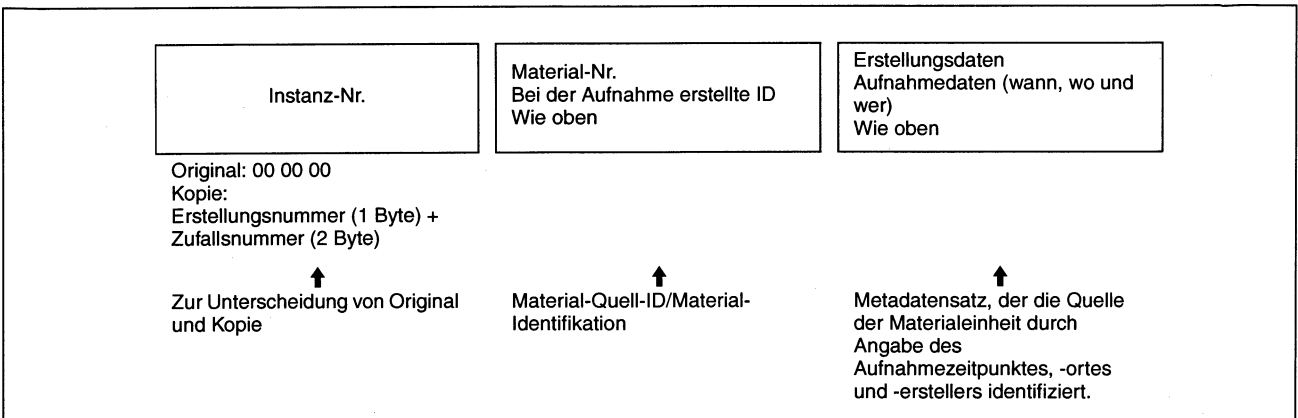 Instanz-Nr.
Original: 00 00 00
Kopie:
Erstellungsnummer (1 Byte) +
Zufallsnummer (2 Byte)
Zur Unterscheidung von Original
und Kopie
Material-Nr.
Bei der Aufnahme erstellte ID
Wie oben
Material-Quell-ID/Material-
Identifikation
Erstellungsdaten
Aufnahmedaten (wann, wo und
wer)
Wie oben
Metadatensatz, der die Quelle
der Materialeinheit durch
Angabe des
Aufnahmezeitpunktes, -ortes
und -erstellers identifiziert.